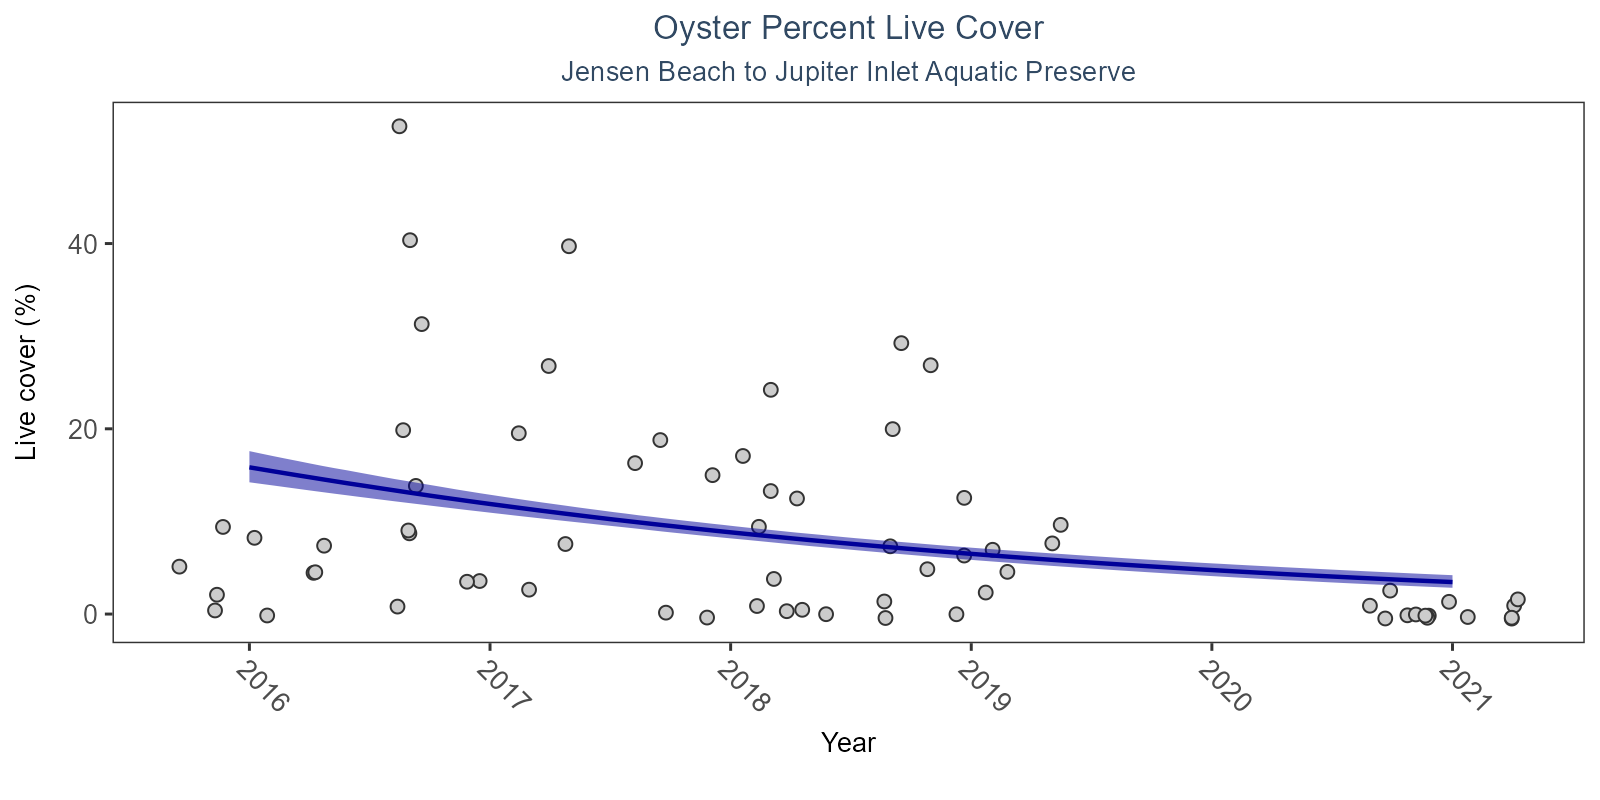 Oyster Percent Live Cover
Jensen Beach to Jupiter Inlet Aquatic Preserve
Live cover (%)
40
20
0
2016
2017
2018
2019
2020
2021
Year